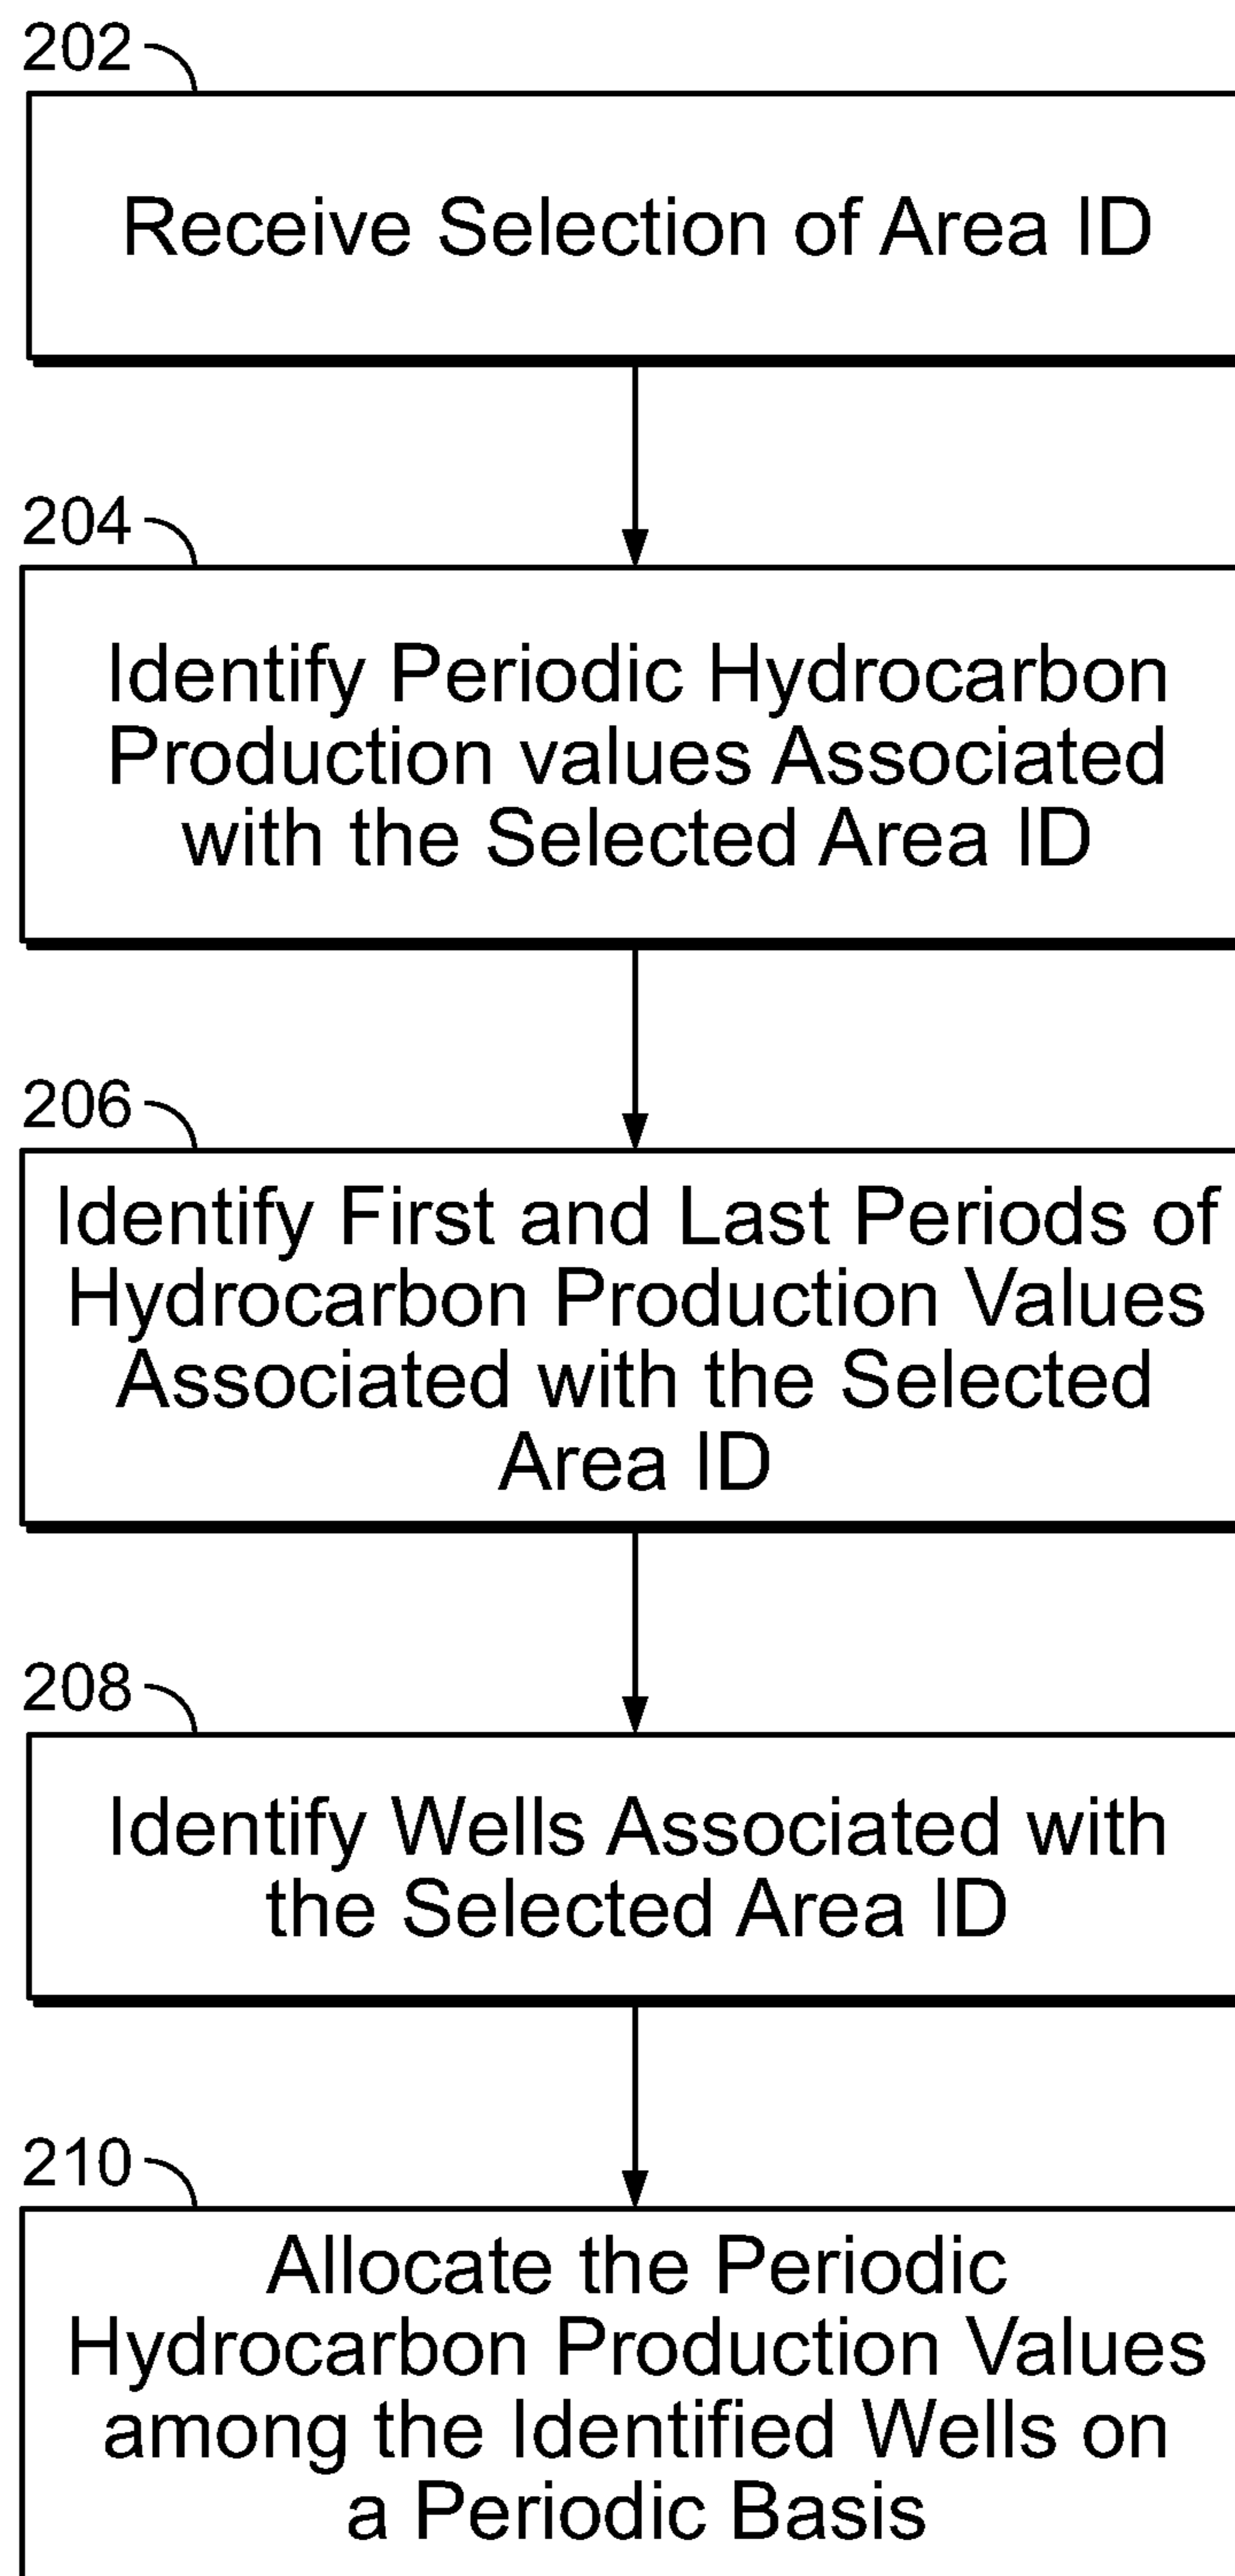 202
Receive Selection of Area ID
204
Identify Periodic Hydrocarbon
Production values Associated
with the Selected Area ID
206
Identify First and Last Periods of
Hydrocarbon Production Values
Associated with the Selected
Area ID
208
Identify Wells Associated with
the Selected Area ID
210
Allocate the Periodic
Hydrocarbon Production Values
among the Identified Wells on
a Periodic Basis